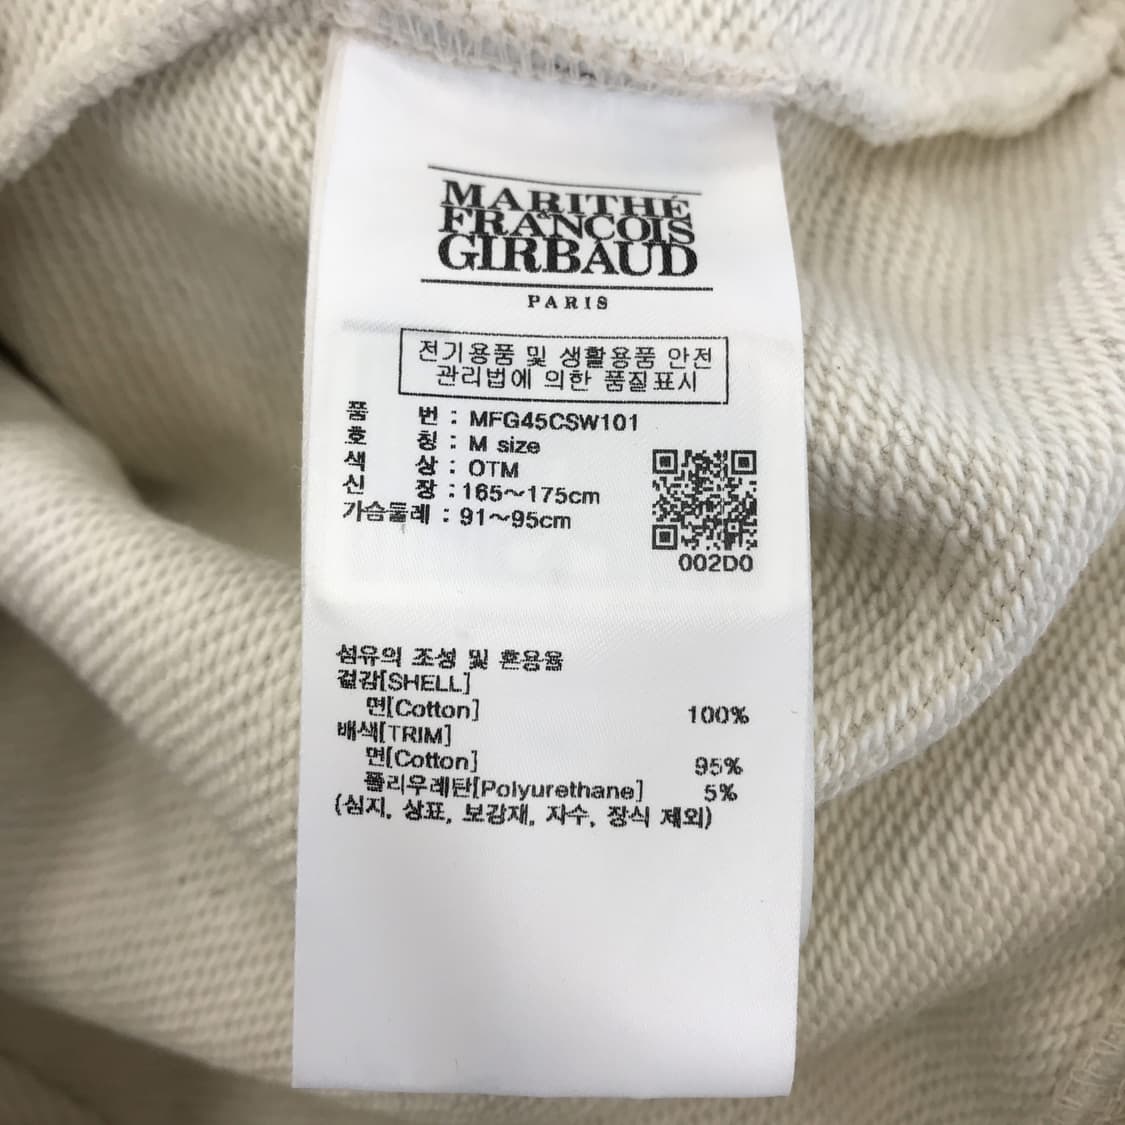 MARITHÉ
FRANCOIS
&
GIRBAUD
PARIS
전기용품 및 생활용품 안전
관리법에 의한 품질표시
품 번 : MFG45CSW101
호 칭 : M size
색 상 : OTM
신 장 : 165~175cm
가슴둘레 : 91~95cm
002D0
섬유의 조성 및 혼용율
겉감[SHELL]
면[Cotton] 100%
배색[TRIM]
면[Cotton] 95%
폴리우레탄[Polyurethane] 5%
(심지, 상표, 보강재, 자수, 장식 제외)